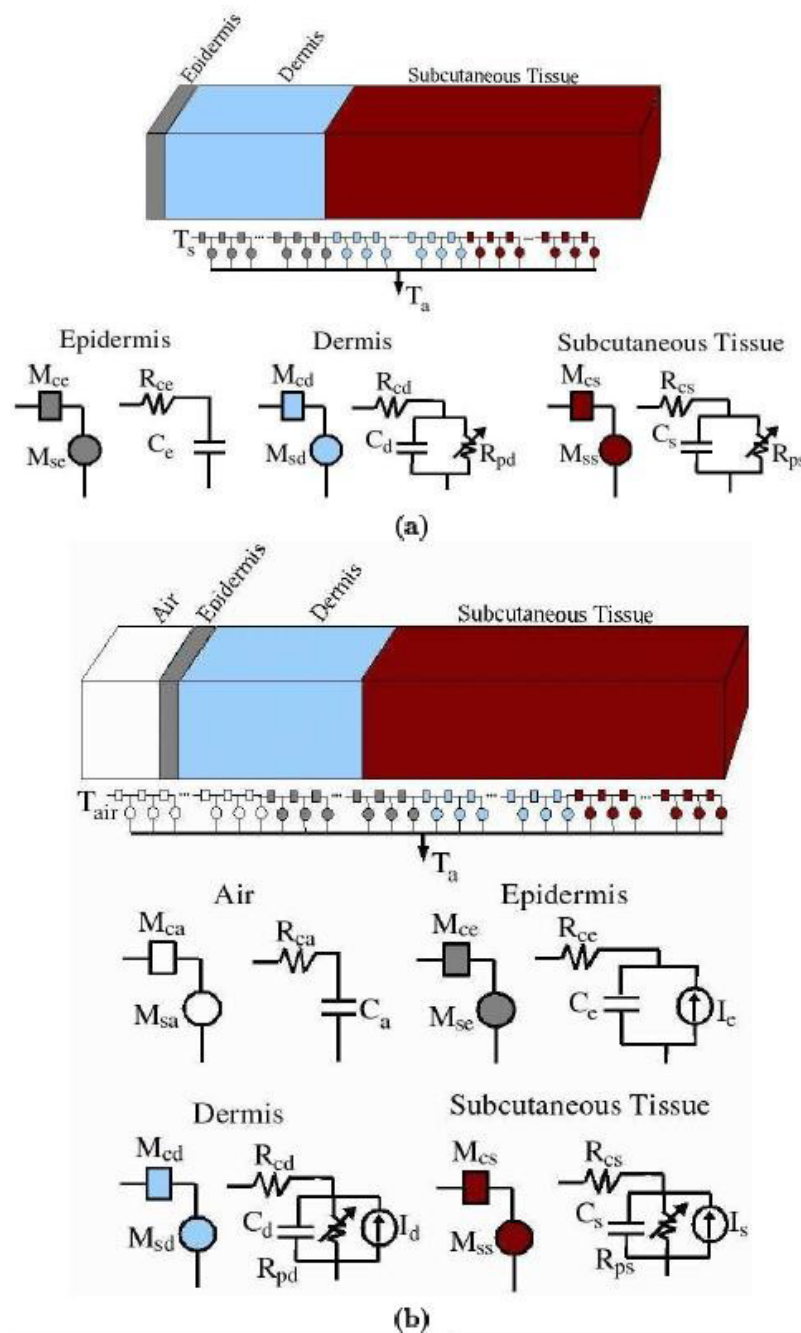 Epidermis
Dermis
Subcutaneous Tissue
Ts
Ta
Epidermis
Dermis
Subcutaneous Tissue
Mce
Rce
Mse
Ce
Mcd
Rcd
Msd
Cd
Rpd
Mcs
Rcs
Mss
Cs
Rps
(a)
Air
Epidermis
Dermis
Subcutaneous Tissue
Tair
Ta
Air
Epidermis
Mca
Rca
Msa
Ca
Mce
Rce
Mse
Ce
Ie
Dermis
Subcutaneous Tissue
Mcd
Rcd
Msd
Cd
Rpd
Id
Mcs
Rcs
Mss
Cs
Rps
Is
(b)